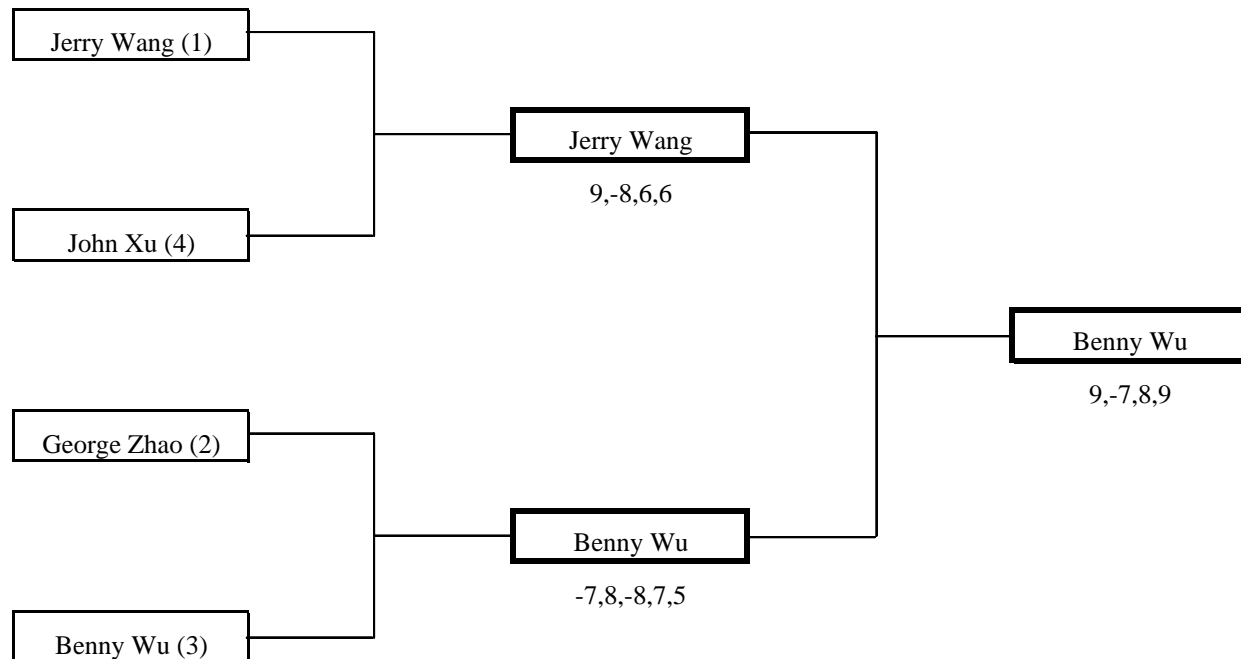 Jerry Wang (1)
Jerry Wang
9,-8,6,6
John Xu (4)
Benny Wu
9,-7,8,9
George Zhao (2)
Benny Wu
-7,8,-8,7,5
Benny Wu (3)